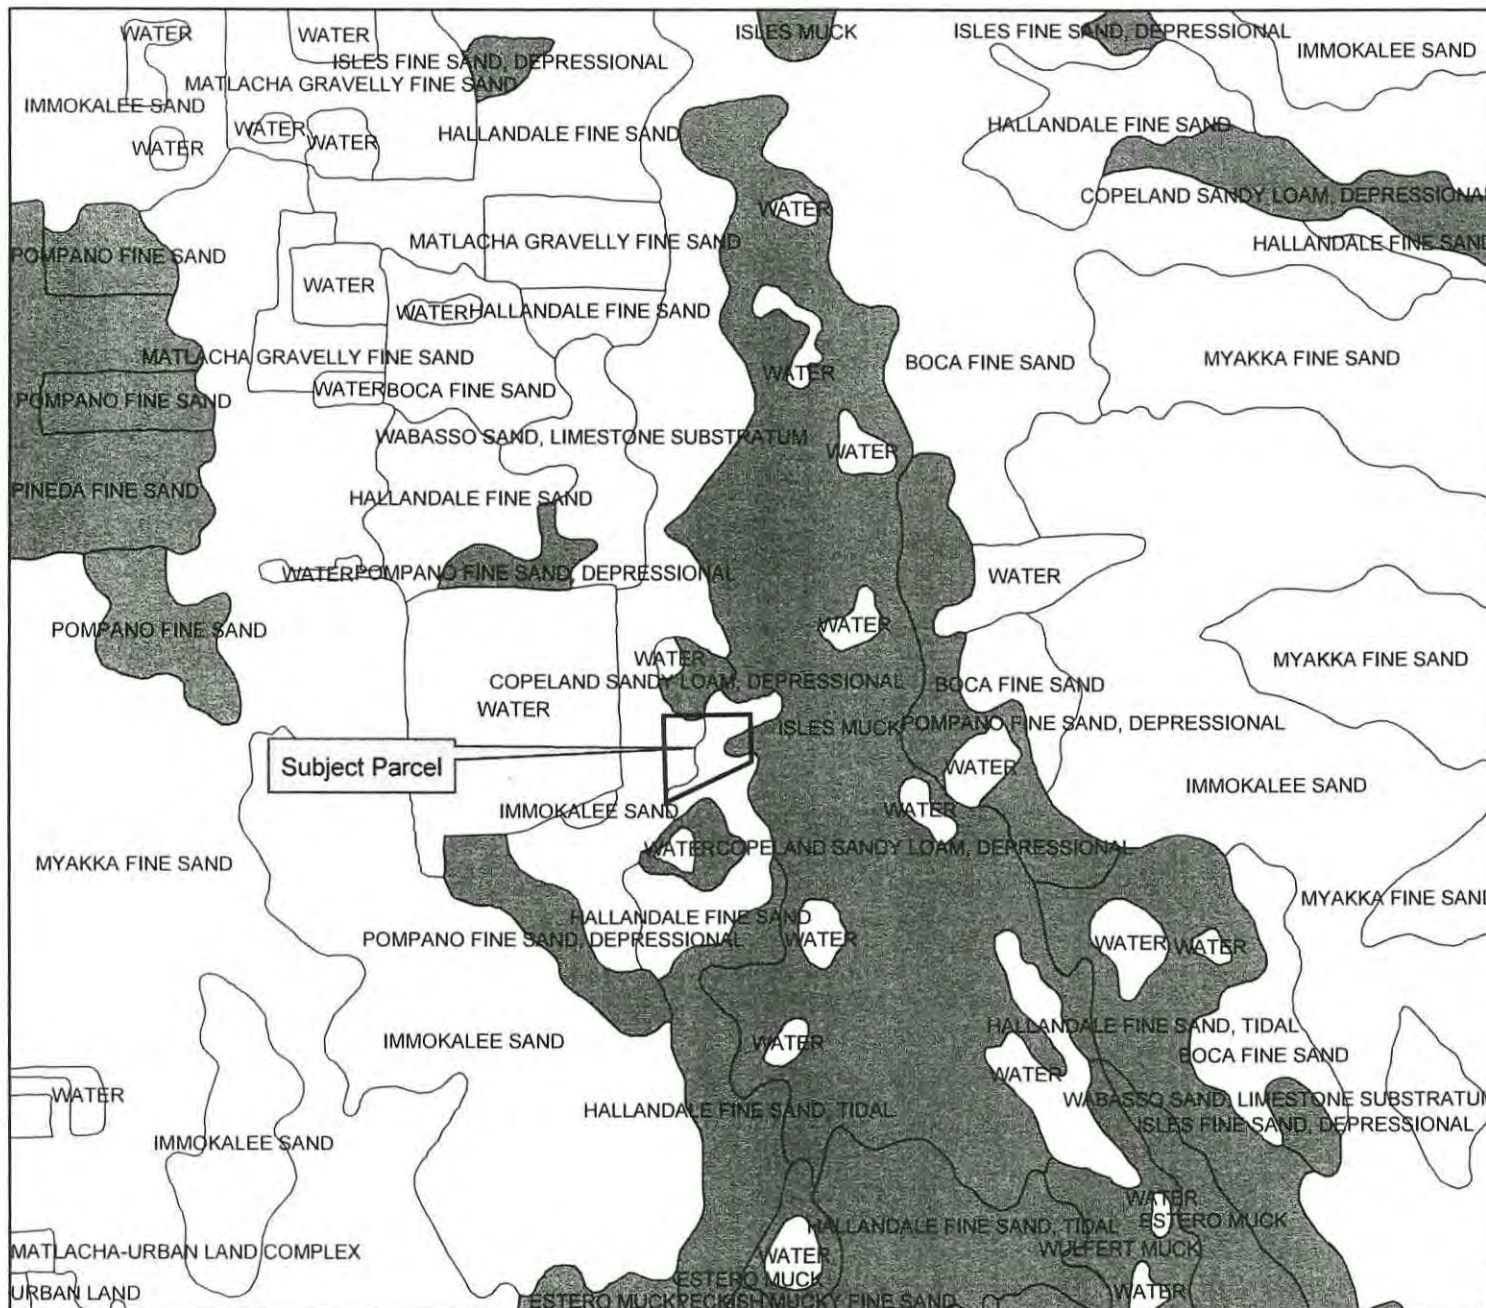 ISLES MUCK
ISLES FINE SAND, DEPRESSIONAL
WATER
WATER
IMMOKALEE SAND
ISLES FINE SAND, DEPRESSIONAL
MATLACHA GRAVELLY FINE SAND
IMMOKALEE SAND
WATER
HALLANDALE FINE SAND
HALLANDALE FINE SAND
WATER
WATER
COPELAND SANDY LOAM, DEPRESSIONAL
WATER
MATLACHA GRAVELLY FINE SAND
HALLANDALE FINE SAND
POMPANO FINE SAND
WATER
WATER
HALLANDALE FINE SAND
MATLACHA GRAVELLY FINE SAND
BOCA FINE SAND
MYAKKA FINE SAND
WATER
WATER
BOCA FINE SAND
POMPANO FINE SAND
WABASSO SAND, LIMESTONE SUBSTRATUM
WATER
PINEDA FINE SAND
HALLANDALE FINE SAND
WATER
POMPANO FINE SAND, DEPRESSIONAL
WATER
POMPANO FINE SAND
WATER
WATER
MYAKKA FINE SAND
COPELAND SANDY LOAM, DEPRESSIONAL
BOCA FINE SAND
WATER
ISLES MUCK
POMPANO FINE SAND, DEPRESSIONAL
Subject Parcel
WATER
IMMOKALEE SAND
IMMOKALEE SAND
WATER
WATER
COPELAND SANDY LOAM, DEPRESSIONAL
MYAKKA FINE SAND
MYAKKA FINE SAND
HALLANDALE FINE SAND
POMPANO FINE SAND, DEPRESSIONAL
WATER
WATER
WATER
IMMOKALEE SAND
WATER
HALLANDALE FINE SAND, TIDAL
BOCA FINE SAND
WATER
WATER
HALLANDALE FINE SAND, TIDAL
WABASSO SAND, LIMESTONE SUBSTRATUM
ISLES FINE SAND, DEPRESSIONAL
IMMOKALEE SAND
WATER
HALLANDALE FINE SAND, TIDAL
ESTERO MUCK
MATLACHA-URBAN LAND COMPLEX
WATER
WULFERT MUCK
ESTERO MUCK
WATER
URBAN LAND
ESTERO MUCK
PECKISH MUCKY FINE SAND